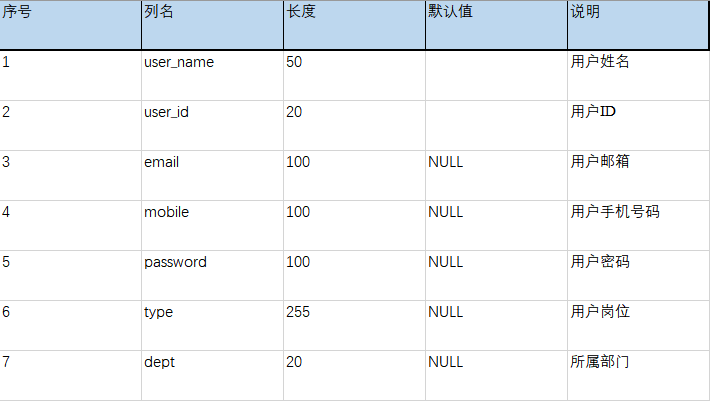 序号 列名 长度 默认值 说明
1 user_name 50 用户姓名
2 user_id 20 用户ID
3 email 100 NULL 用户邮箱
4 mobile 100 NULL 用户手机号码
5 password 100 NULL 用户密码
6 type 255 NULL 用户岗位
7 dept 20 NULL 所属部门